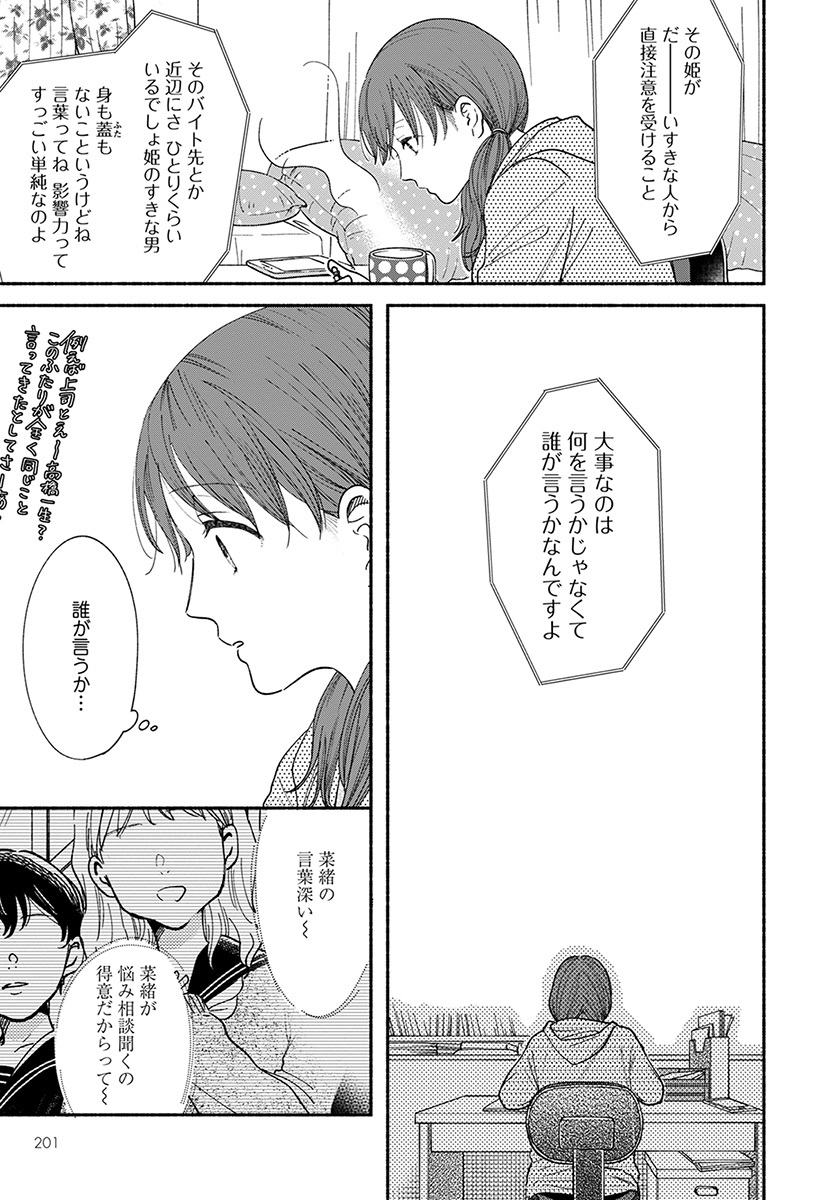 その姫が
だ———いすきな人から
直接注意を受けること
そのバイト先とか
近辺にさ ひとりくらい
いるでしょ姫のすきな男
身も蓋も
ふた
ないこというけどね
言葉ってね 影響力って
すっごい単純なのよ
大事なのは
何を言うかじゃなくて
誰が言うかなんですよ
例えば上司とえ〜高橋一生?
このふたりが全く同じこと
言ってきたとしてさ
誰が言うか…
菜緒の
言葉深い〜
菜緒が
悩み相談聞くの
得意だからって〜
201